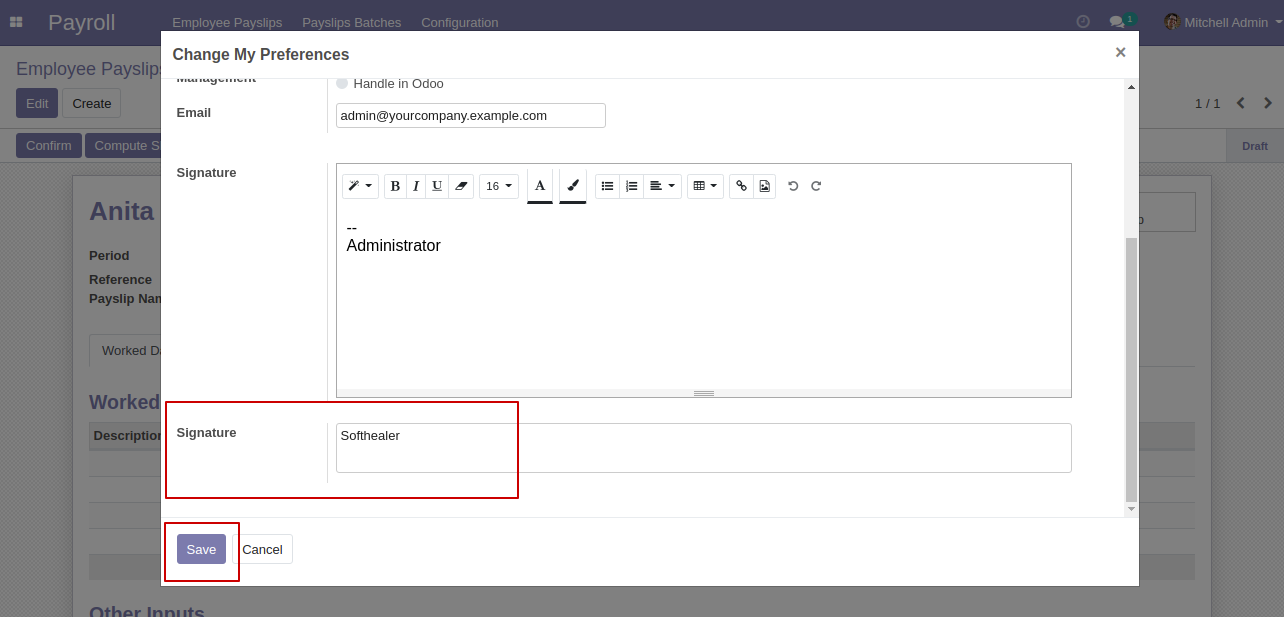 Payroll Employee Payslips Payslips Batches Configuration 1 Mitchell Admin
Change My Preferences ×
Employee Payslips
Management Handle in Odoo
Edit Create 1 / 1
Email admin@yourcompany.example.com
Confirm Compute Draft
Signature
B I U 16 A
Anita
--
Administrator
Period
Reference
Payslip
Worked
Worked
Signature Softhealer
Description
Save Cancel
Other Inputs